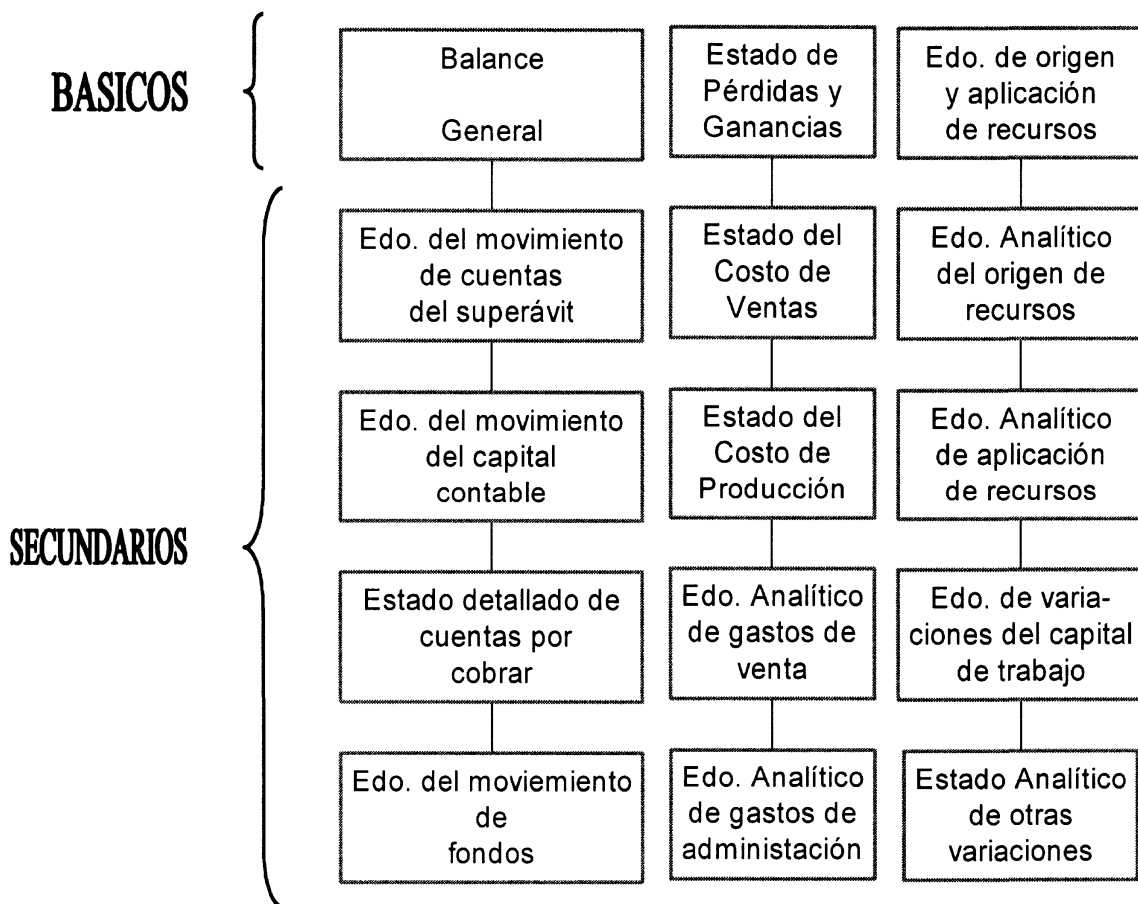 BASICOS
Balance
General
Estado de
Pérdidas y
Ganancias
Edo. de origen
y aplicación
de recursos
SECUNDARIOS
Edo. del movimiento
de cuentas
del superávit
Estado del
Costo de
Ventas
Edo. Analítico
del origen de
recursos
Edo. del movimiento
del capital
contable
Estado del
Costo de
Producción
Edo. Analítico
de aplicación
de recursos
Estado detallado de
cuentas por
cobrar
Edo. Analítico
de gastos de
venta
Edo. de varia-
ciones del capital
de trabajo
Edo. del moviemiento
de
fondos
Edo. Analítico
de gastos de
administación
Estado Analítico
de otras
variaciones